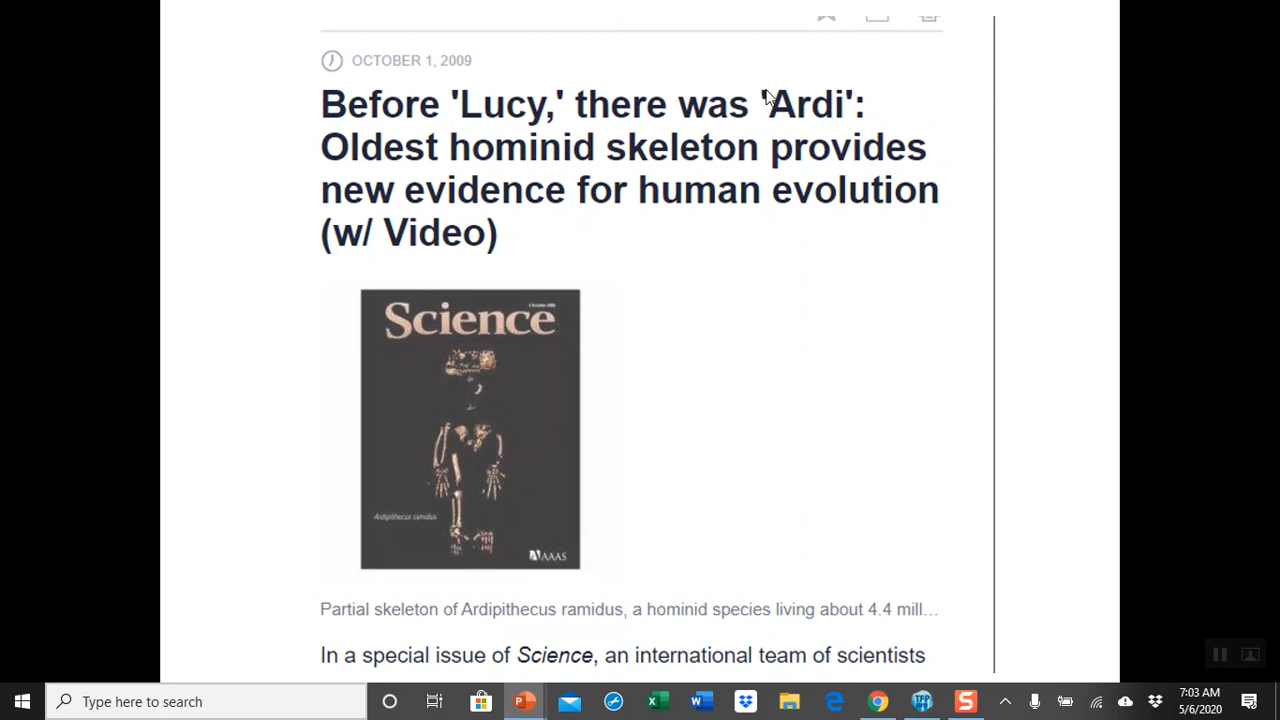 OCTOBER 1, 2009
Before 'Lucy,' there was 'Ardi':
Oldest hominid skeleton provides
new evidence for human evolution
(w/ Video)
Science
Ardipithecus ramidus
AAAS
Partial skeleton of Ardipithecus ramidus, a hominid species living about 4.4 mill...
In a special issue of Science, an international team of scientists
Type here to search
7:03 AM
5/6/2020